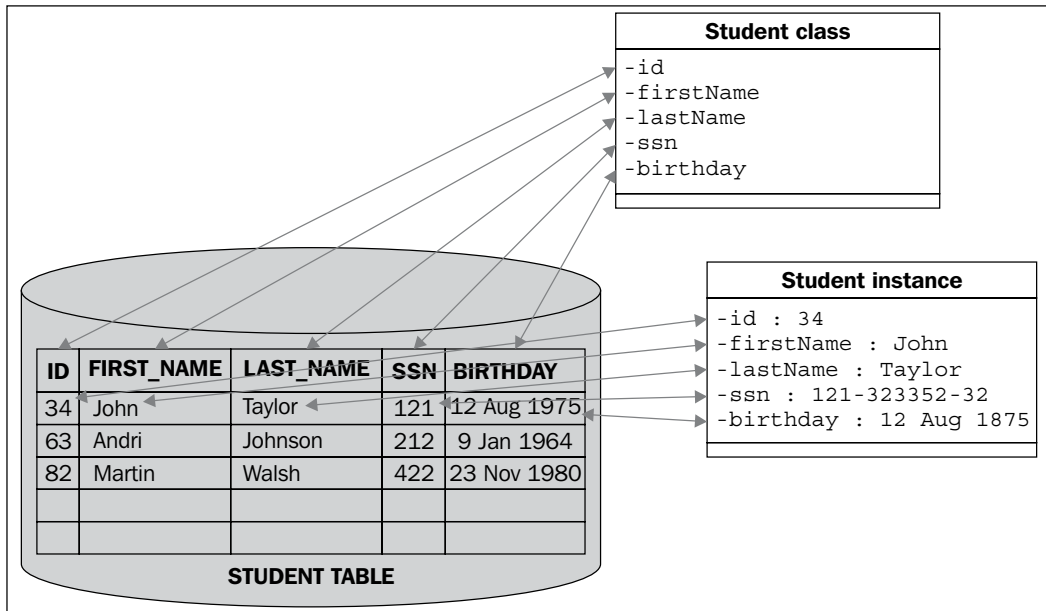 Student class
-id
-firstName
-lastName
-ssn
-birthday
Student instance
-id : 34
-firstName : John
-lastName : Taylor
-ssn : 121-323352-32
-birthday : 12 Aug 1875
ID FIRST_NAME LAST_NAME SSN BIRTHDAY
34 John Taylor 121 12 Aug 1975
63 Andri Johnson 212 9 Jan 1964
82 Martin Walsh 422 23 Nov 1980
STUDENT TABLE